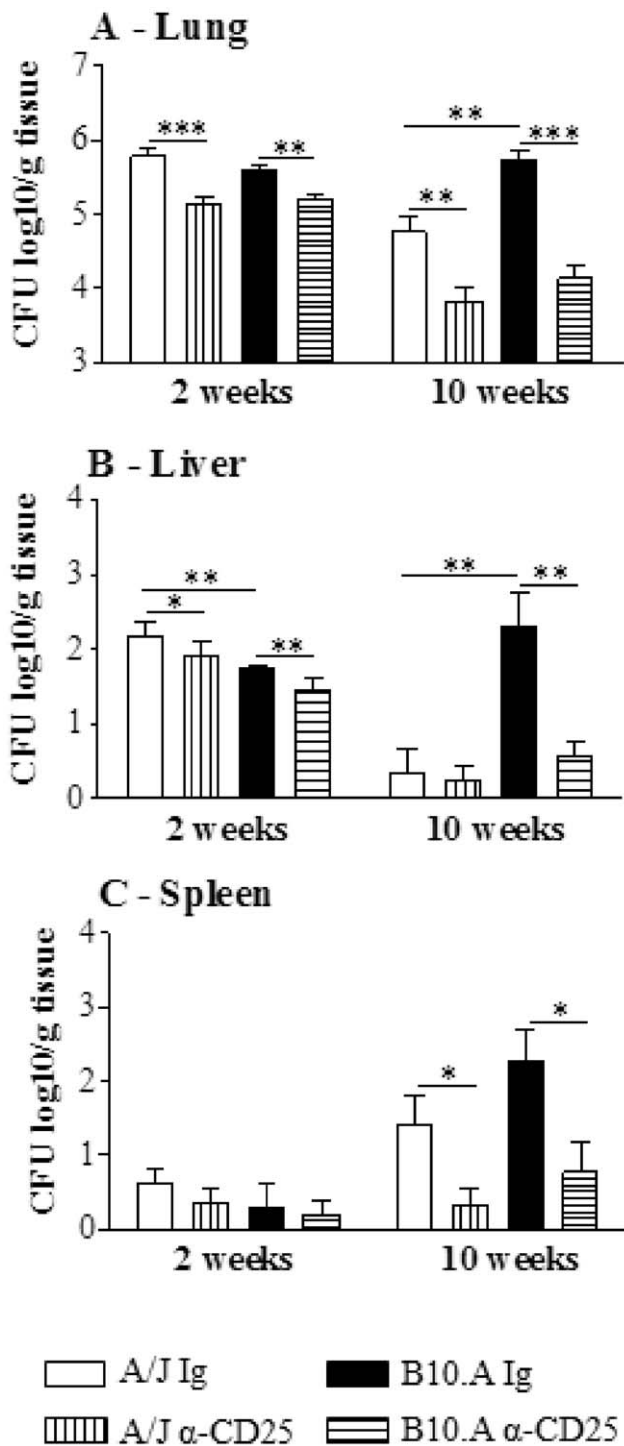 A - Lung
CFU log10/g tissue
7
6
5
4
3
***
**
**
**
***
2 weeks
10 weeks
B - Liver
CFU log10/g tissue
4
3
2
1
0
**
*
**
**
**
2 weeks
10 weeks
C - Spleen
CFU log10/g tissue
4
3
2
1
0
*
*
2 weeks
10 weeks
A/J Ig
B10.A Ig
A/J α-CD25
B10.A α-CD25